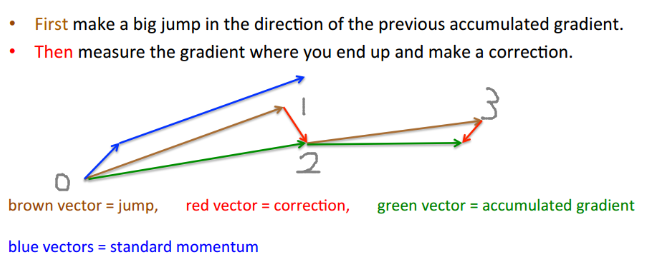 • First make a big jump in the direction of the previous accumulated gradient.
• Then measure the gradient where you end up and make a correction.
1
3
2
0
brown vector = jump, red vector = correction, green vector = accumulated gradient
blue vectors = standard momentum